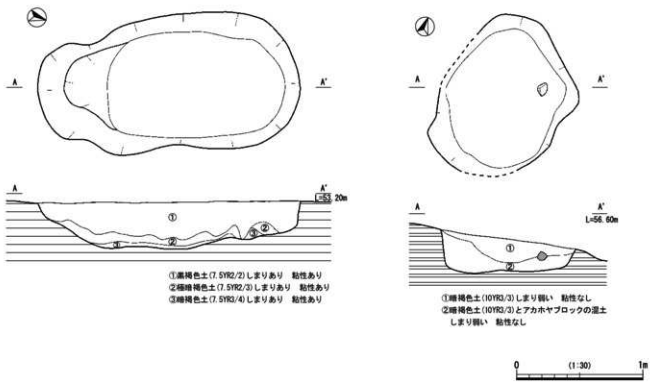 A A’
A A’
A A’
L=53.20m
①
②
③
③
②
①黒褐色土(7.5YR2/2)しまりあり 粘性あり
②極暗褐色土(7.5YR2/3)しまりあり 粘性あり
③暗褐色土(7.5YR3/4)しまりあり 粘性あり
A A’
L=56.60m
①
②
①暗褐色土(10YR3/3)しまり弱い 粘性なし
②暗褐色土(10YR3/3)とアカホヤブロックの混土
しまり弱い 粘性なし
0 (1:30) 1m